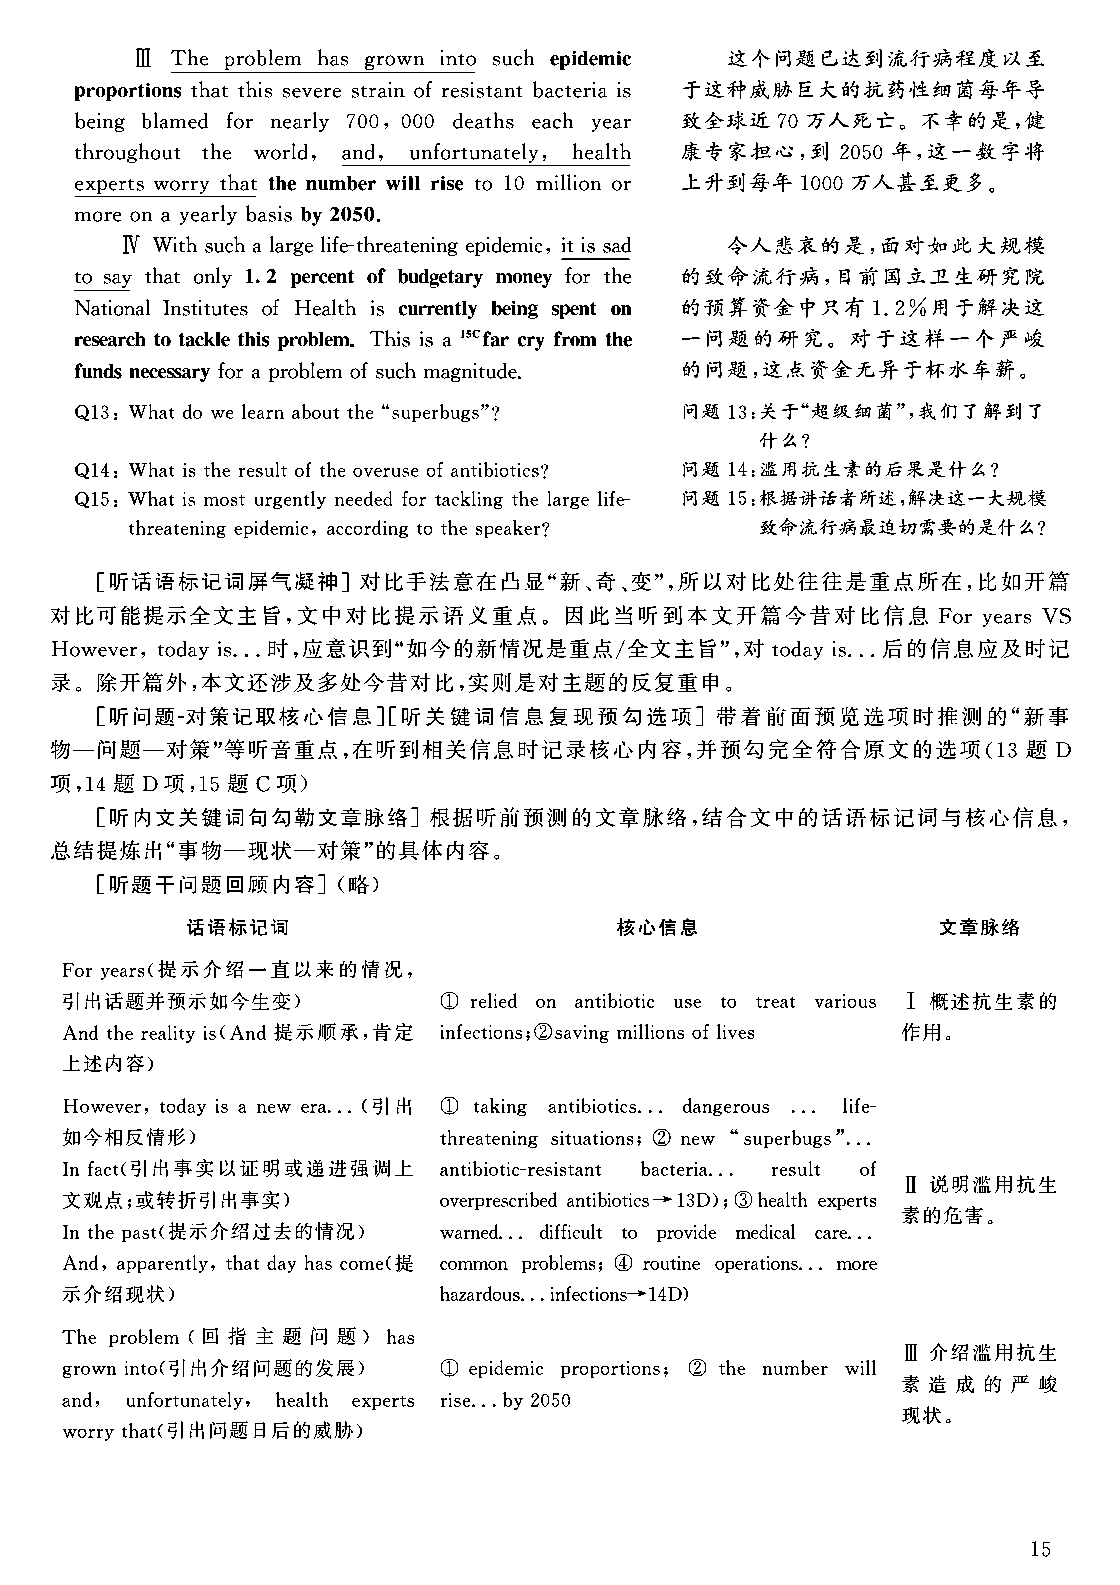 Ⅲ The problem has grown into such epidemic
proportions that this severe strain of resistant bacteria is
being blamed for nearly 700, 000 deaths each year
throughout the world, and, unfortunately, health
experts worry that the number will rise to 10 million or
more on a yearly basis by 2050.
Ⅳ With such a large life-threatening epidemic, it is sad
to say that only 1.2 percent of budgetary money for the
National Institutes of Health is currently being spent on
research to tackle this problem. This is a 15C far cry from the
funds necessary for a problem of such magnitude.
Q13: What do we learn about the “superbugs”?
Q14: What is the result of the overuse of antibiotics?
Q15: What is most urgently needed for tackling the large life-
threatening epidemic, according to the speaker?
这个问题已达到流行病程度以至
于这种威胁巨大的抗药性细菌每年导
致全球近 70 万人死亡。不幸的是,健
康专家担心,到 2050 年,这一数字将
上升到每年 1000 万人甚至更多。
令人悲哀的是,面对如此大规模
的致命流行病,目前国立卫生研究院
的预算资金中只有 1.2%用于解决这
一问题的研究。对于这样一个严峻
的问题,这点资金无异于杯水车薪。
问题 13:关于“超级细菌”,我们了解到了
什么?
问题 14:滥用抗生素的后果是什么?
问题 15:根据讲话者所述,解决这一大规模
致命流行病最迫切需要的是什么?
[听话语标记词屏气凝神] 对比手法意在凸显“新、奇、变”,所以对比处往往是重点所在,比如开篇
对比可能提示全文主旨,文中对比提示语义重点。因此当听到本文开篇今昔对比信息 For years VS
However, today is...时,应意识到“如今的新情况是重点/全文主旨”,对 today is...后的信息应及时记
录。除开篇外,本文还涉及多处今昔对比,实则是对主题的反复重申。
[听问题-对策记取核心信息][听关键词信息复现预勾选项] 带着前面预览选项时推测的“新事
物—问题—对策”等听音重点,在听到相关信息时记录核心内容,并预勾完全符合原文的选项(13 题 D
项,14 题 D 项,15 题 C 项)
[听内文关键词句勾勒文章脉络] 根据听前预测的文章脉络,结合文中的话语标记词与核心信息,
总结提炼出“事物—现状—对策”的具体内容。
[听题干问题回顾内容](略)
话语标记词 核心信息 文章脉络
For years(提示介绍一直以来的情况,
引出话题并预示如今生变)
And the reality is(And 提示顺承,肯定
上述内容)
① relied on antibiotic use to treat various
infections;②saving millions of lives
Ⅰ 概述抗生素的
作用。
However, today is a new era...(引出
如今相反情形)
In fact(引出事实以证明或递进强调上
文观点;或转折引出事实)
In the past(提示介绍过去的情况)
And, apparently, that day has come(提
示介绍现状)
① taking antibiotics... dangerous ... life-
threatening situations; ② new “superbugs”...
antibiotic-resistant bacteria... result of
overprescribed antibiotics→13D); ③ health experts
warned... difficult to provide medical care...
common problems; ④ routine operations... more
hazardous...infections→14D)
Ⅱ 说明滥用抗生
素的危害。
The problem (回指主题问题) has
grown into(引出介绍问题的发展)
and, unfortunately, health experts
worry that(引出问题日后的威胁)
① epidemic proportions; ② the number will
rise...by 2050
Ⅲ 介绍滥用抗生
素造成的严峻
现状。
15